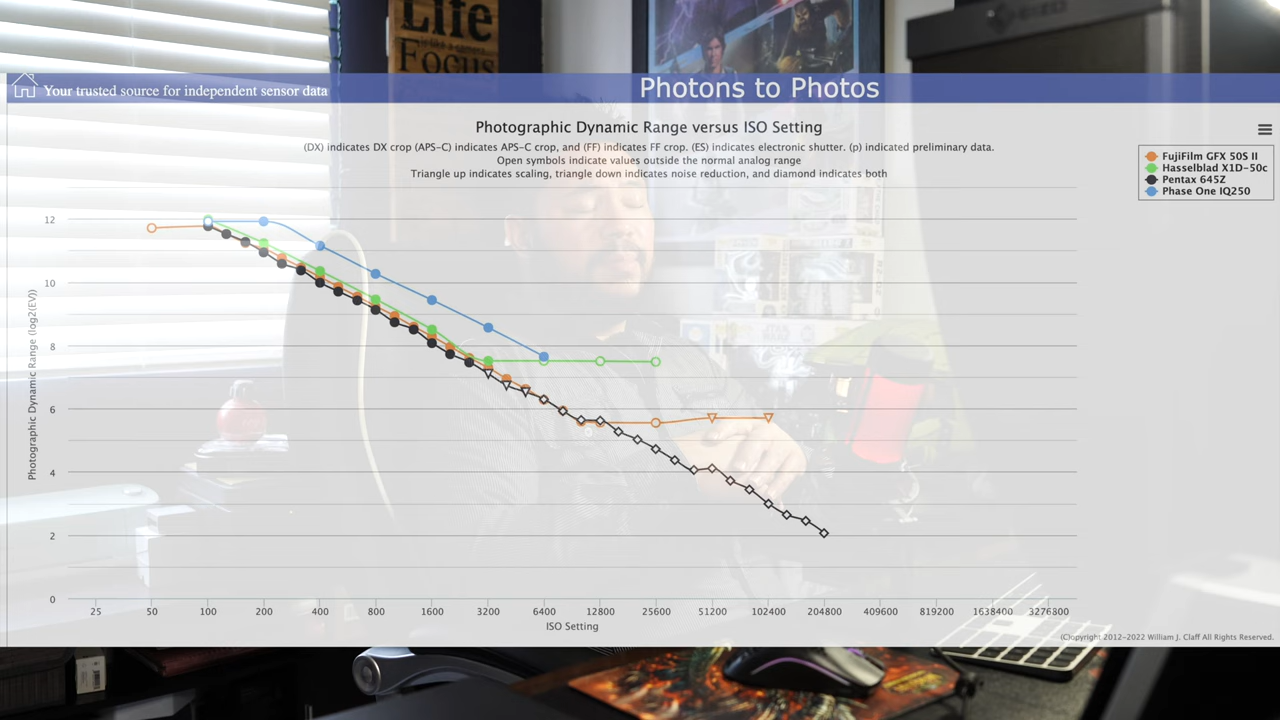 Life
is like a camera...
Focus
Your trusted source for independent sensor data
Photons to Photos
Photographic Dynamic Range versus ISO Setting
(DX) indicates DX crop (APS-C) indicates APS-C crop, and (FF) indicates FF crop. (ES) indicates electronic shutter. (p) indicated preliminary data.
Open symbols indicate values outside the normal analog range
Triangle up indicates scaling, triangle down indicates noise reduction, and diamond indicates both
FujiFilm GFX 50S II
Hasselblad X1D-50c
Pentax 645Z
Phase One IQ250
Photographic Dynamic Range (log2(EV))
12
10
8
6
4
2
0
25 50 100 200 400 800 1600 3200 6400 12800 25600 51200 102400 204800 409600 819200 1638400 3276800
ISO Setting
(C)opyright 2012-2022 William J. Claff All Rights Reserved.